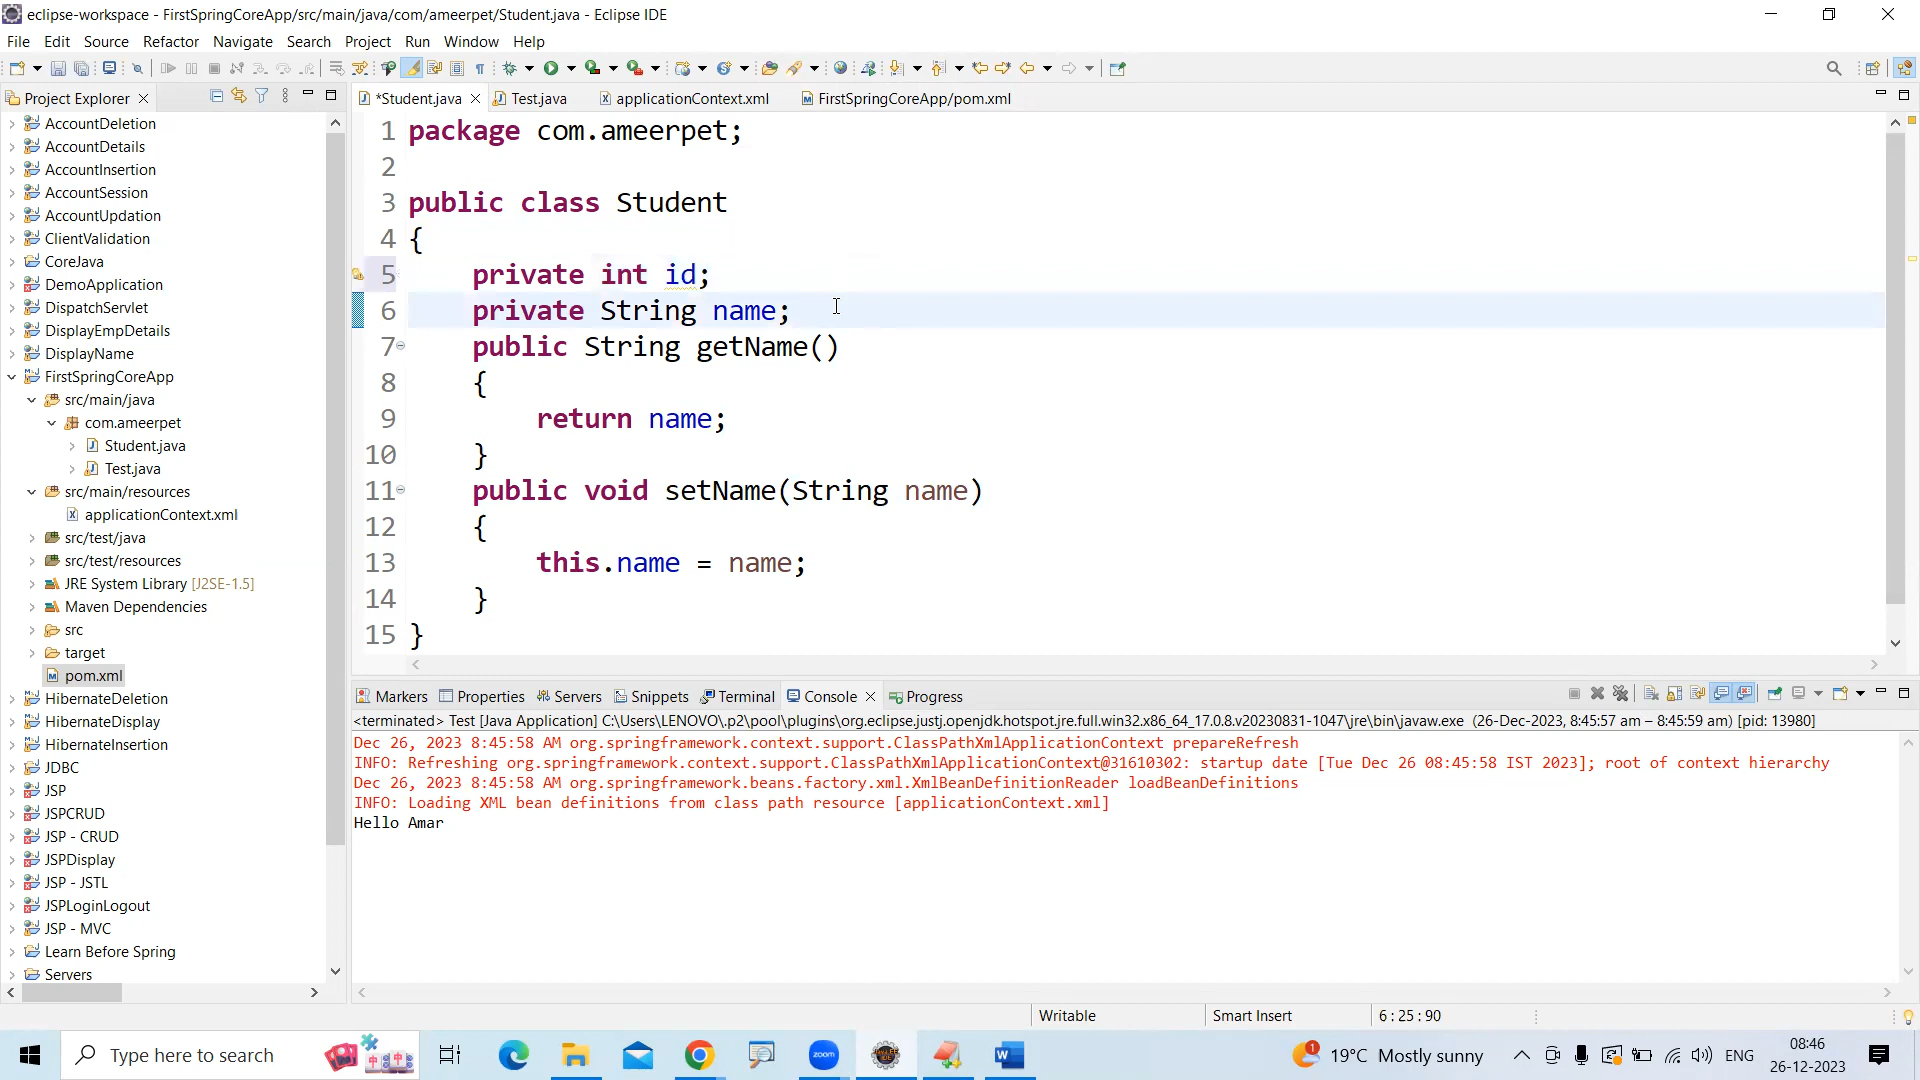 eclipse-workspace - FirstSpringCoreApp/src/main/java/com/ameerpet/Student.java - Eclipse IDE
File Edit Source Refactor Navigate Search Project Run Window Help
Project Explorer
*Student.java Test.java applicationContext.xml FirstSpringCoreApp/pom.xml
AccountDeletion
AccountDetails
AccountInsertion
AccountSession
AccountUpdation
ClientValidation
CoreJava
DemoApplication
DispatchServlet
DisplayEmpDetails
DisplayName
FirstSpringCoreApp
src/main/java
com.ameerpet
Student.java
Test.java
src/main/resources
applicationContext.xml
src/test/java
src/test/resources
JRE System Library [J2SE-1.5]
Maven Dependencies
src
target
pom.xml
HibernateDeletion
HibernateDisplay
HibernateInsertion
JDBC
JSP
JSPCRUD
JSP - CRUD
JSPDisplay
JSP - JSTL
JSPLoginLogout
JSP - MVC
Learn Before Spring
Servers
1 package com.ameerpet;
2
3 public class Student
4 {
5 private int id;
6 private String name;
7 public String getName()
8 {
9 return name;
10 }
11 public void setName(String name)
12 {
13 this.name = name;
14 }
15 }
Markers Properties Servers Snippets Terminal Console Progress
<terminated> Test [Java Application] C:\Users\LENOVO\.p2\pool\plugins\org.eclipse.justj.openjdk.hotspot.jre.full.win32.x86_64_17.0.8.v20230831-1047\jre\bin\javaw.exe (26-Dec-2023, 8:45:57 am – 8:45:59 am) [pid: 13980]
Dec 26, 2023 8:45:58 AM org.springframework.context.support.ClassPathXmlApplicationContext prepareRefresh
INFO: Refreshing org.springframework.context.support.ClassPathXmlApplicationContext@31610302: startup date [Tue Dec 26 08:45:58 IST 2023]; root of context hierarchy
Dec 26, 2023 8:45:58 AM org.springframework.beans.factory.xml.XmlBeanDefinitionReader loadBeanDefinitions
INFO: Loading XML bean definitions from class path resource [applicationContext.xml]
Hello Amar
Writable Smart Insert 6 : 25 : 90
Type here to search
zoom
1
19°C Mostly sunny
ENG
08:46
26-12-2023